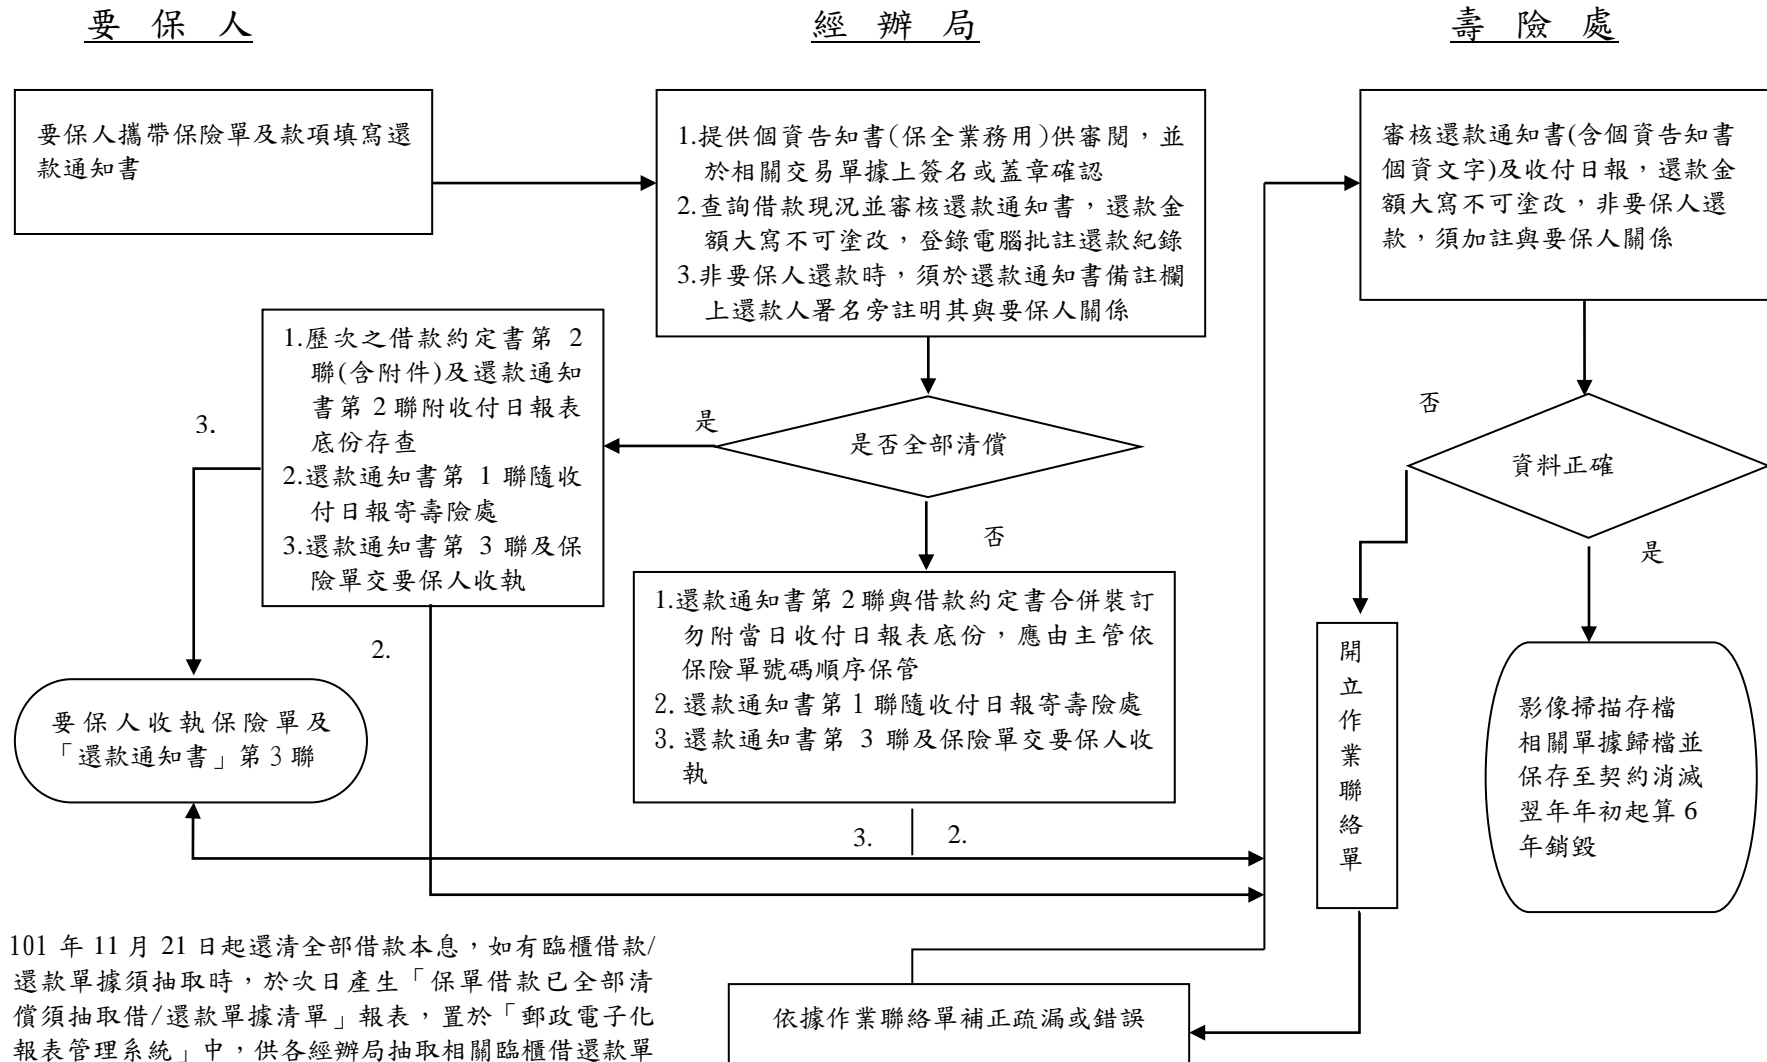 要保人
經辦局
壽險處
要保人攜帶保險單及款項填寫還
款通知書
1.提供個資告知書(保全業務用)供審閱，並
於相關交易單據上簽名或蓋章確認
2.查詢借款現況並審核還款通知書，還款金
額大寫不可塗改，登錄電腦批註還款紀錄
3.非要保人還款時，須於還款通知書備註欄
上還款人署名旁註明其與要保人關係
審核還款通知書(含個資告知書
個資文字)及收付日報，還款金
額大寫不可塗改，非要保人還
款，須加註與要保人關係
1.歷次之借款約定書第 2
聯(含附件)及還款通知
書第 2 聯附收付日報表
底份存查
2.還款通知書第 1 聯隨收
付日報寄壽險處
3.還款通知書第 3 聯及保
險單交要保人收執
3.
是
是否全部清償
否
否
資料正確
是
1.還款通知書第 2 聯與借款約定書合併裝訂
勿附當日收付日報表底份，應由主管依
保險單號碼順序保管
2. 還款通知書第 1 聯隨收付日報寄壽險處
3. 還款通知書第 3 聯及保險單交要保人收
執
2.
要保人收執保險單及
「還款通知書」第 3 聯
開
立
作
業
聯
絡
單
影像掃描存檔
相關單據歸檔並
保存至契約消滅
翌年年初起算 6
年銷毀
3.
2.
101 年 11 月 21 日起還清全部借款本息，如有臨櫃借款/
還款單據須抽取時，於次日產生「保單借款已全部清
償須抽取借/還款單據清單」報表，置於「郵政電子化
報表管理系統」中，供各經辦局抽取相關臨櫃借還款單
依據作業聯絡單補正疏漏或錯誤